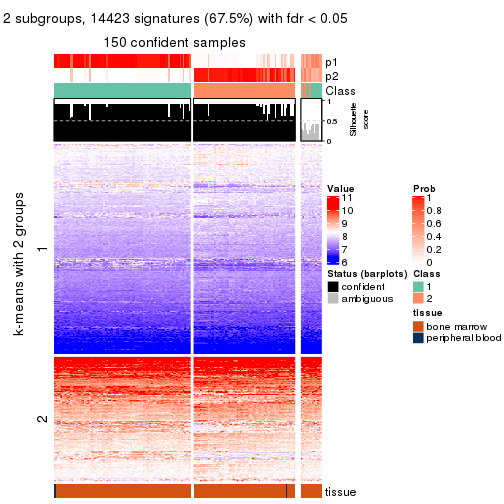 2 subgroups, 14423 signatures (67.5%) with fdr < 0.05
150 confident samples
p1
p2
Class
1
0.5
0
Silhouette
score
k-means with 2 groups
1
2
tissue
Value
11
10
9
8
7
6
Prob
1
0.8
0.6
0.4
0.2
0
Status (barplots)
confident
ambiguous
Class
1
2
tissue
bone marrow
peripheral blood